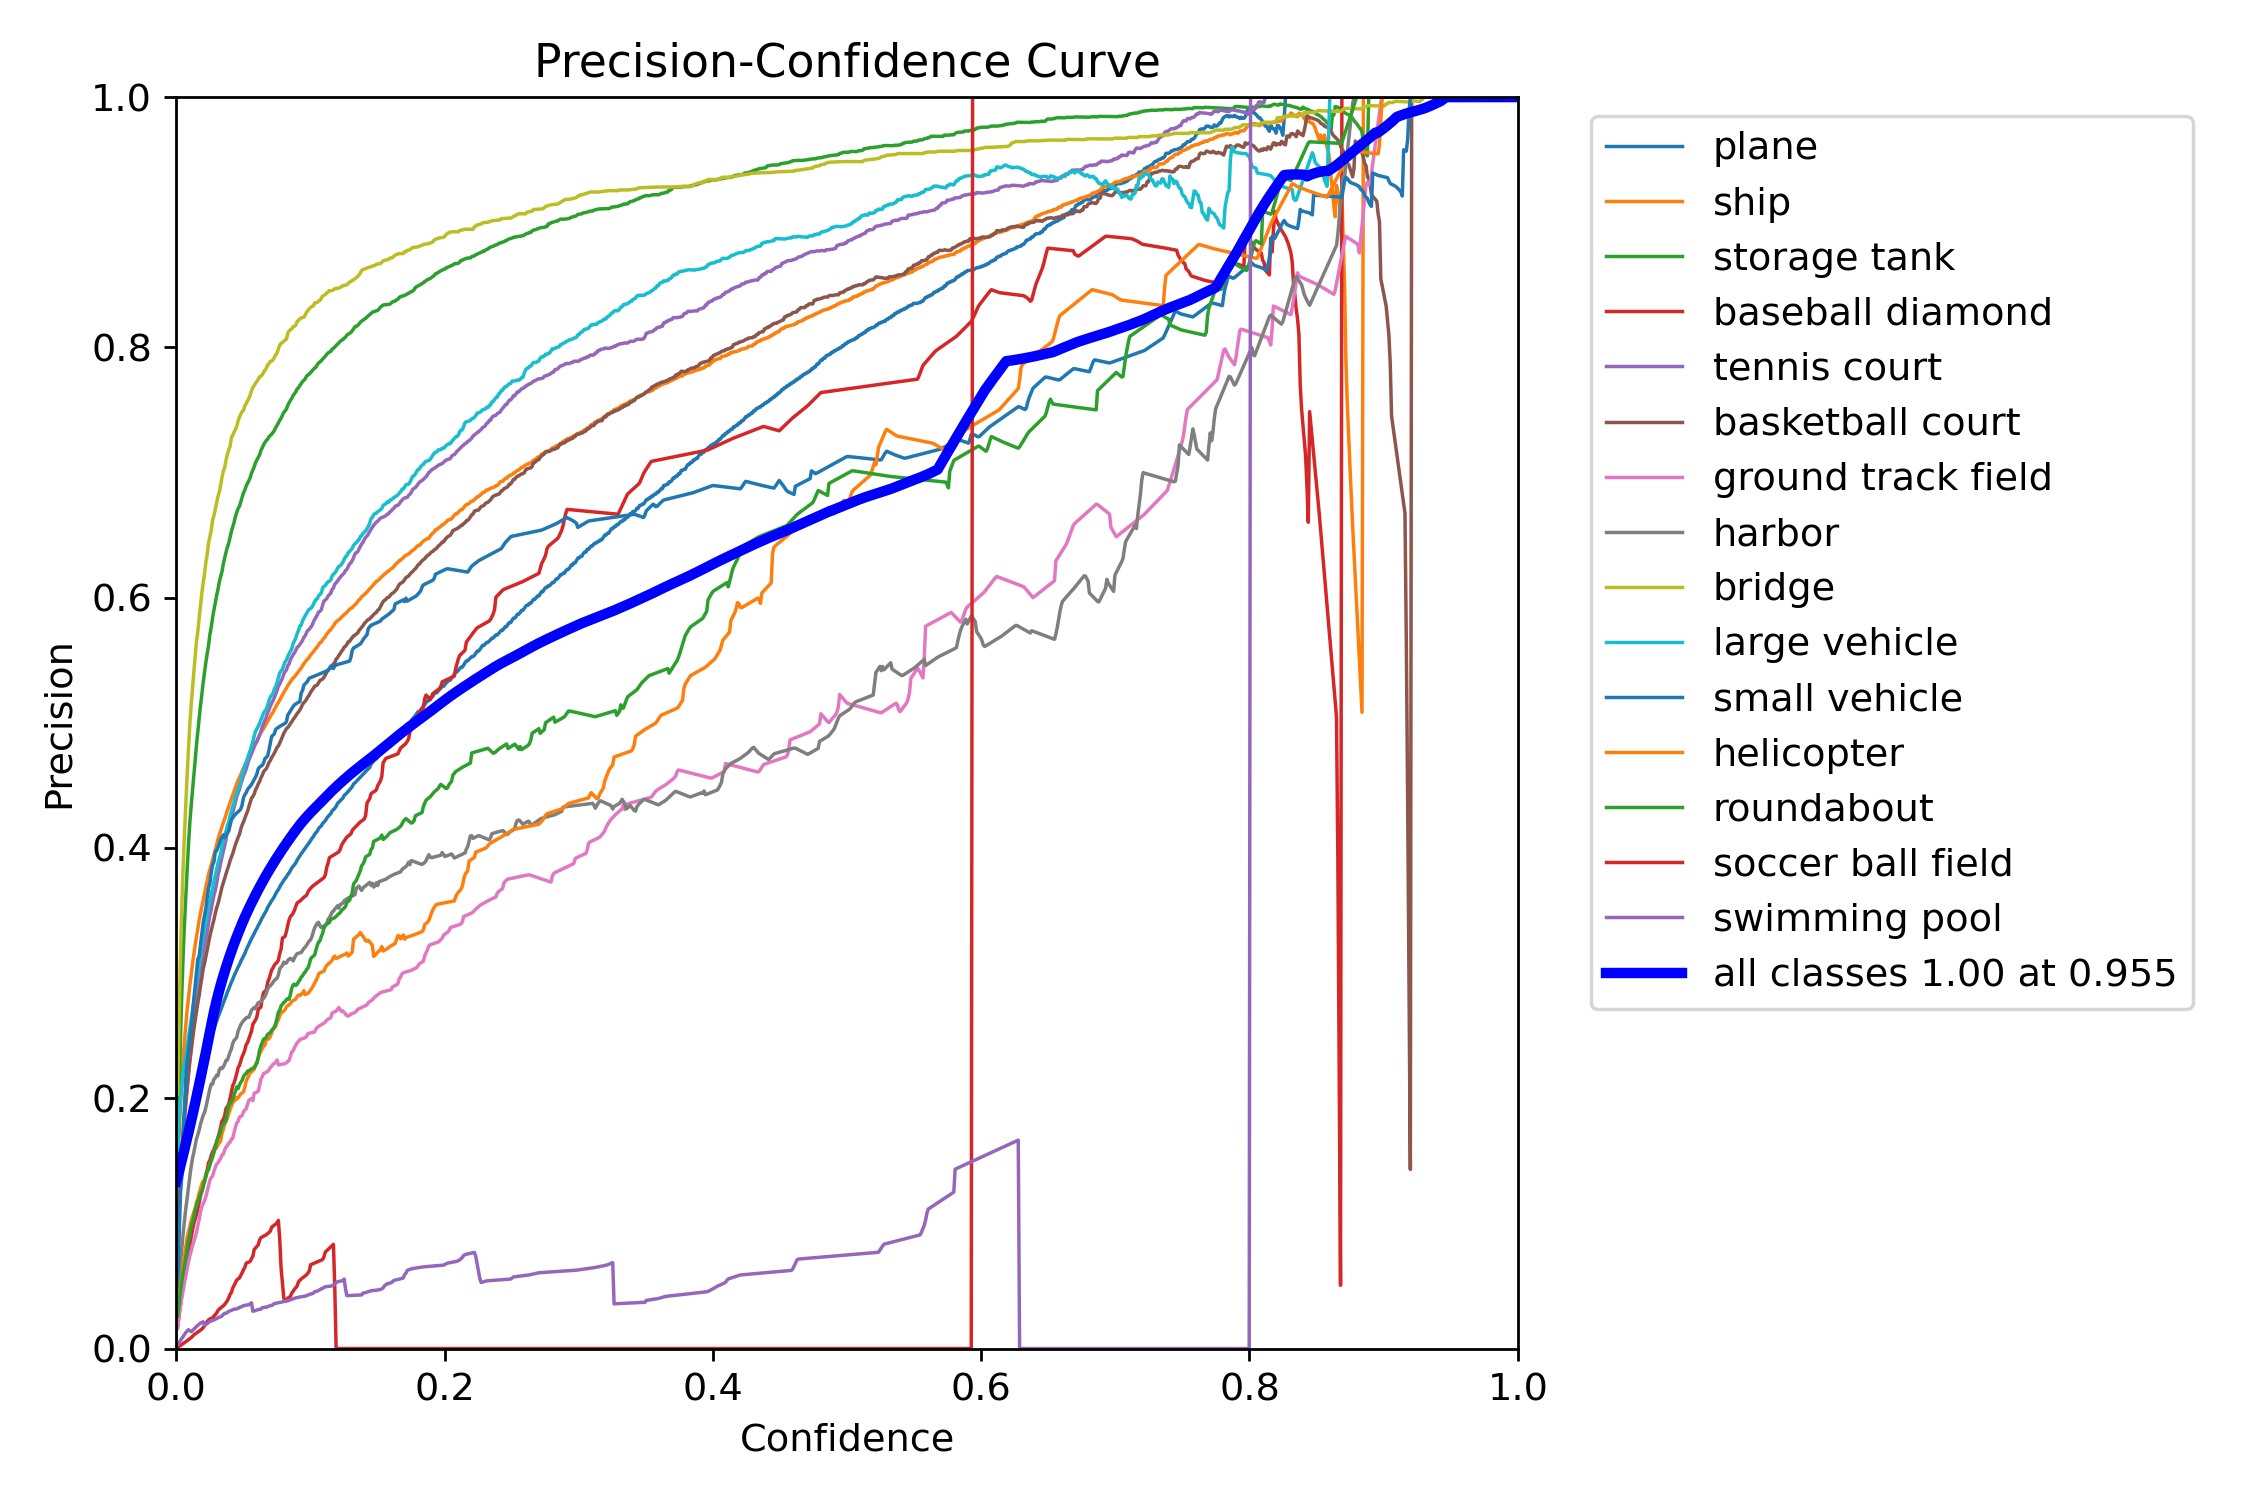 Precision-Confidence Curve
1.0
0.8
0.6
0.4
0.2
0.0
Precision
0.0 0.2 0.4 0.6 0.8 1.0
Confidence
plane
ship
storage tank
baseball diamond
tennis court
basketball court
ground track field
harbor
bridge
large vehicle
small vehicle
helicopter
roundabout
soccer ball field
swimming pool
all classes 1.00 at 0.955